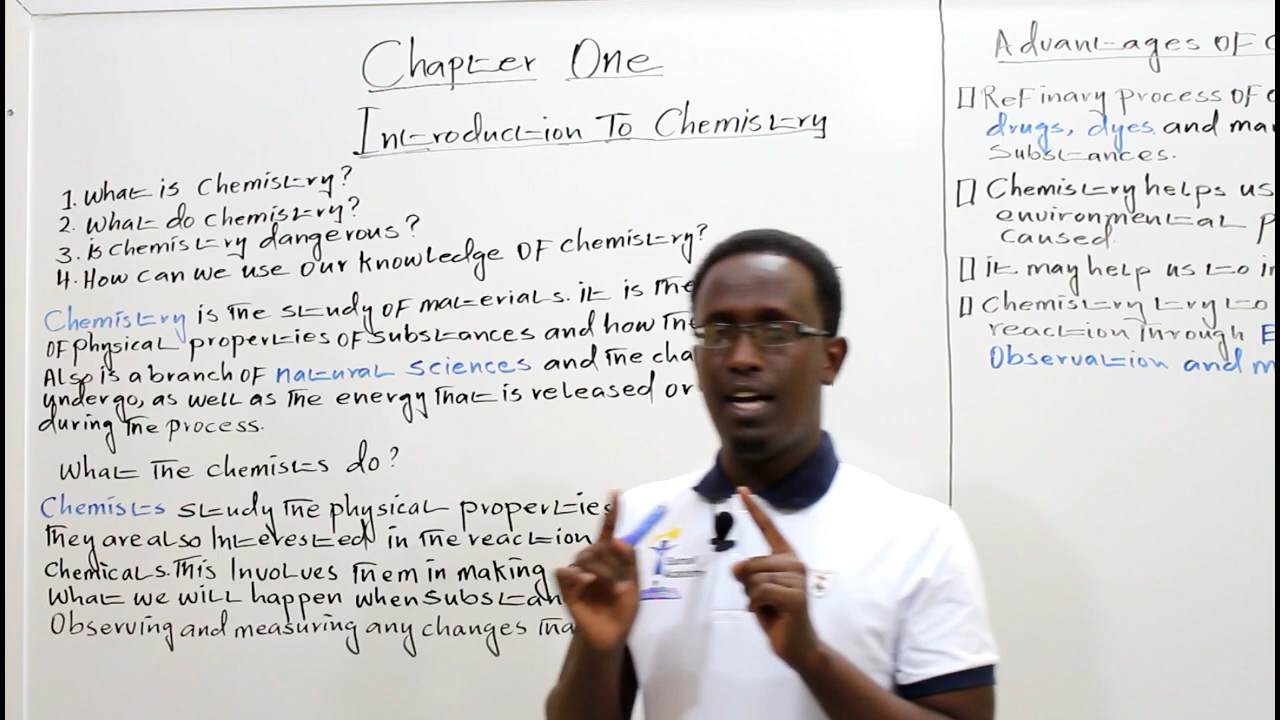 Chapter One
Introduction To Chemistry
1. What is Chemistry?
2. What do chemistry?
3. is chemistry dangerous?
4. How can we use our knowledge OF chemistry?
Chemistry is the study OF materials. it is the
OF physical properties OF substances and how the
Also is a branch OF natural sciences and the cha
undergo, as well as the energy that is released or
during the process.
What the chemists do?
Chemists study the physical properties
They are also Interested in the reaction
Chemicals. This Involves them in making
What we will happen when substan
Observing and measuring any changes tha
Advantages OF C
Refinary process OF
drugs, dyes and ma
Substances.
Chemistry helps us
environmental p
caused.
it may help us to i
Chemistry try to
reaction through E
Observation and m